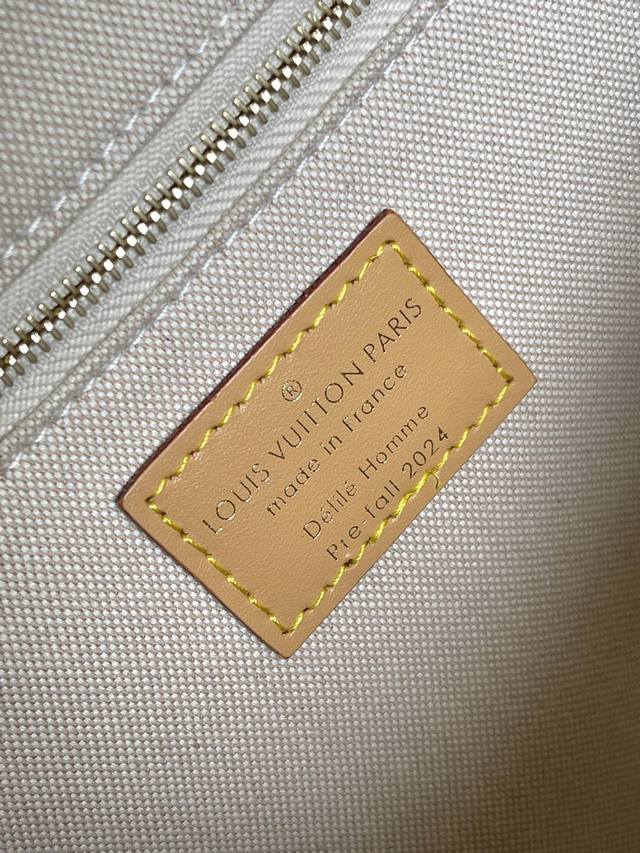 ®
LOUIS VUITTON PARIS
made in France
Défilé Homme
Pre-fall 2024